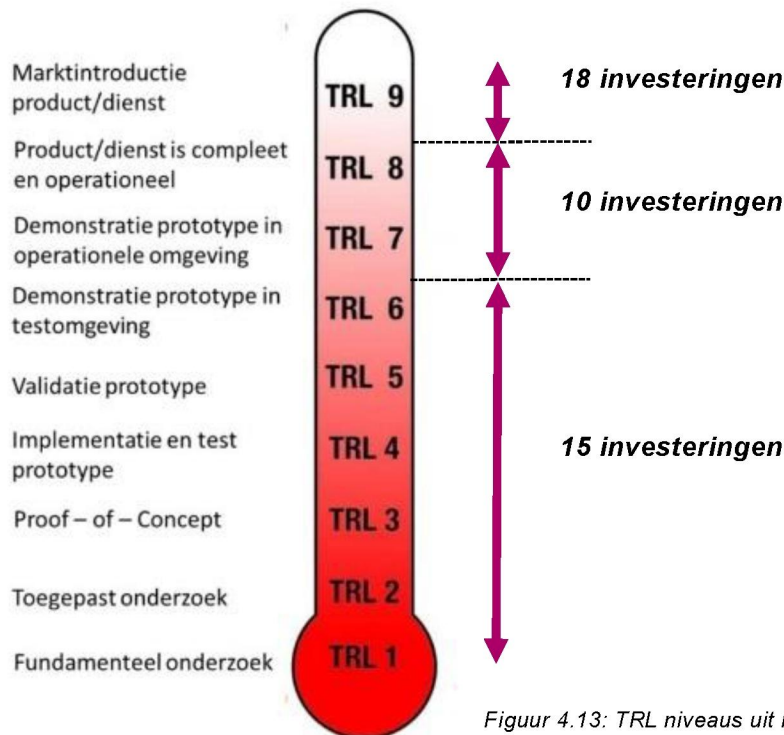 Marktintroductie
product/dienst
TRL 9
18 investeringen
Product/dienst is compleet
en operationeel
TRL 8
10 investeringen
Demonstratie prototype in
operationele omgeving
TRL 7
Demonstratie prototype in
testomgeving
TRL 6
Validatie prototype
TRL 5
Implementatie en test
prototype
TRL 4
15 investeringen
Proof – of – Concept
TRL 3
Toegepast onderzoek
TRL 2
Fundamenteel onderzoek
TRL 1
Figuur 4.13: TRL niveaus uit